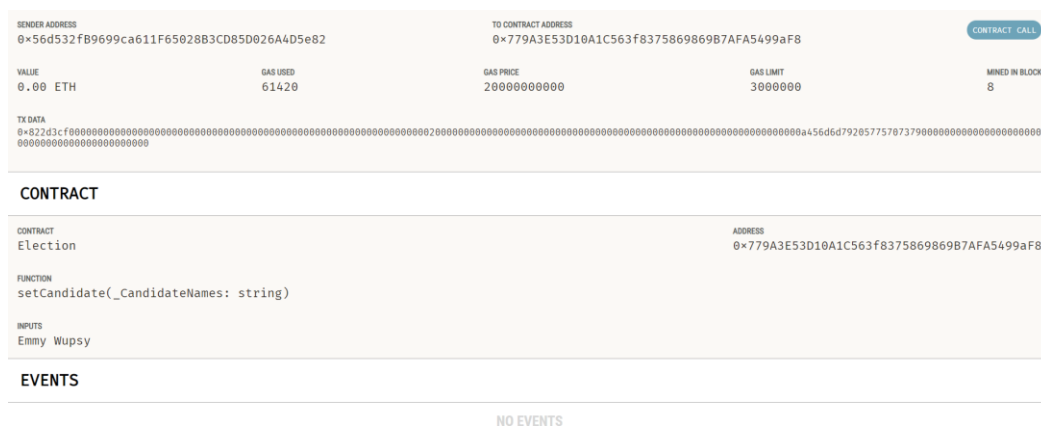 SENDER ADDRESS
0×56d532fB9699ca611F65028B3CD85D026A4D5e82
TO CONTRACT ADDRESS
0×779A3E53D10A1C563f8375869869B7AFA5499aF8
CONTRACT CALL
VALUE
0.00 ETH
GAS USED
61420
GAS PRICE
20000000000
GAS LIMIT
3000000
MINED IN BLOCK
8
TX DATA
CONTRACT
CONTRACT
Election
ADDRESS
0×779A3E53D10A1C563f8375869869B7AFA5499aF8
FUNCTION
setCandidate(_CandidateNames: string)
INPUTS
Emmy Wupsy
EVENTS
NO EVENTS